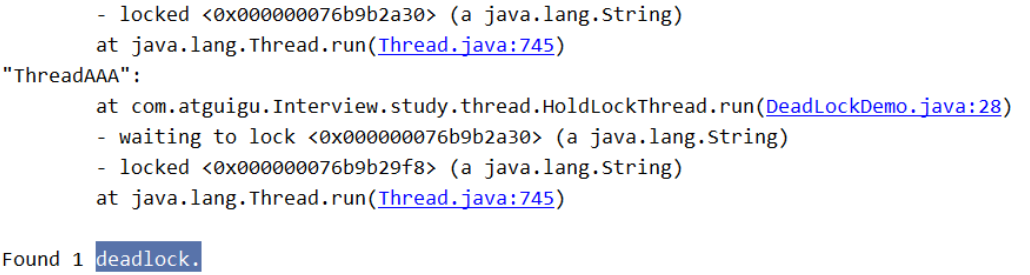 - locked <0x000000076b9b2a30> (a java.lang.String)
at java.lang.Thread.run(Thread.java:745)
"ThreadAAA":
at com.atguigu.Interview.study.thread.HoldLockThread.run(DeadLockDemo.java:28)
- waiting to lock <0x000000076b9b2a30> (a java.lang.String)
- locked <0x000000076b9b29f8> (a java.lang.String)
at java.lang.Thread.run(Thread.java:745)
Found 1 deadlock.